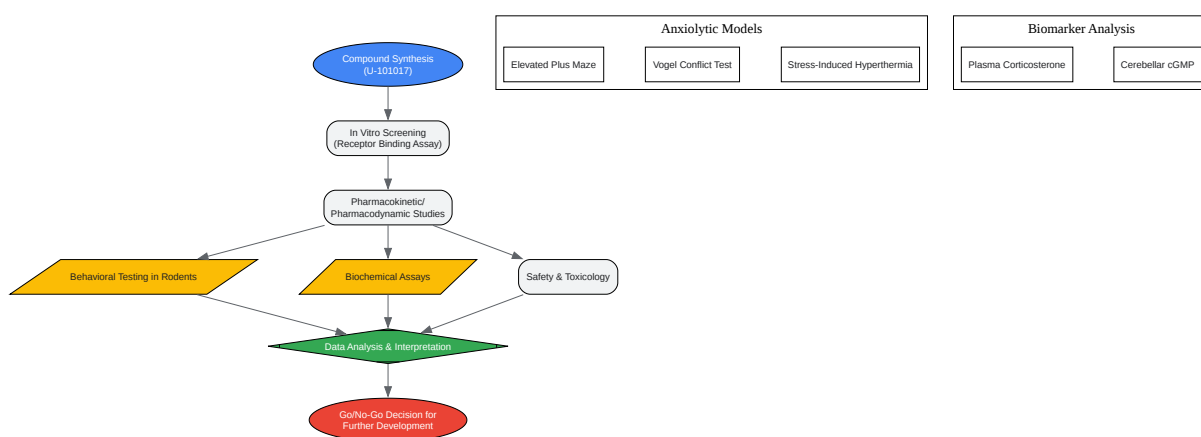 Compound Synthesis
(U-101017)
In Vitro Screening
(Receptor Binding Assay)
Pharmacokinetic/
Pharmacodynamic Studies
Behavioral Testing in Rodents
Biochemical Assays
Safety & Toxicology
Data Analysis & Interpretation
Go/No-Go Decision for
Further Development
Anxiolytic Models
Elevated Plus Maze
Vogel Conflict Test
Stress-Induced Hyperthermia
Biomarker Analysis
Plasma Corticosterone
Cerebellar cGMP